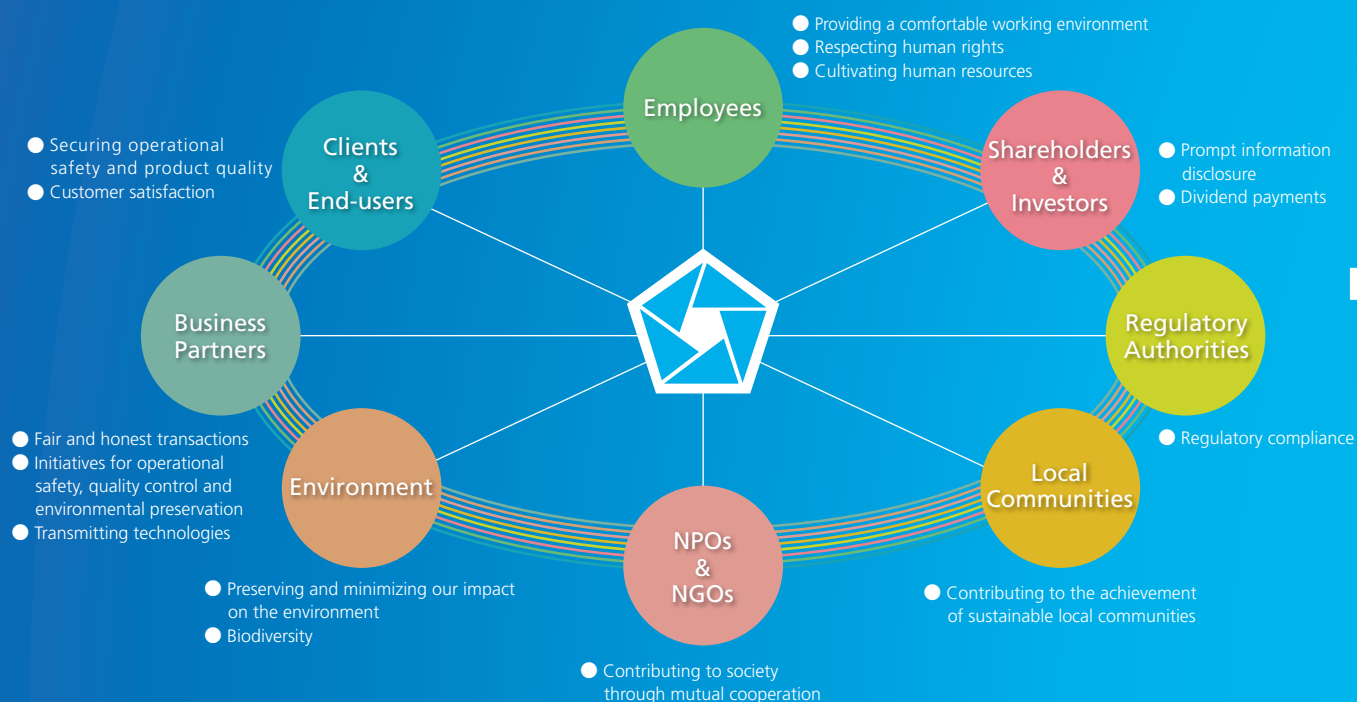 Employees
● Providing a comfortable working environment
● Respecting human rights
● Cultivating human resources
Clients
&
End-users
● Securing operational
safety and product quality
● Customer satisfaction
Shareholders
&
Investors
● Prompt information
disclosure
● Dividend payments
Business
Partners
● Fair and honest transactions
● Initiatives for operational
safety, quality control and
environmental preservation
● Transmitting technologies
Regulatory
Authorities
● Regulatory compliance
Environment
● Preserving and minimizing our impact
on the environment
● Biodiversity
Local
Communities
● Contributing to the achievement
of sustainable local communities
NPOs
&
NGOs
● Contributing to society
through mutual cooperation